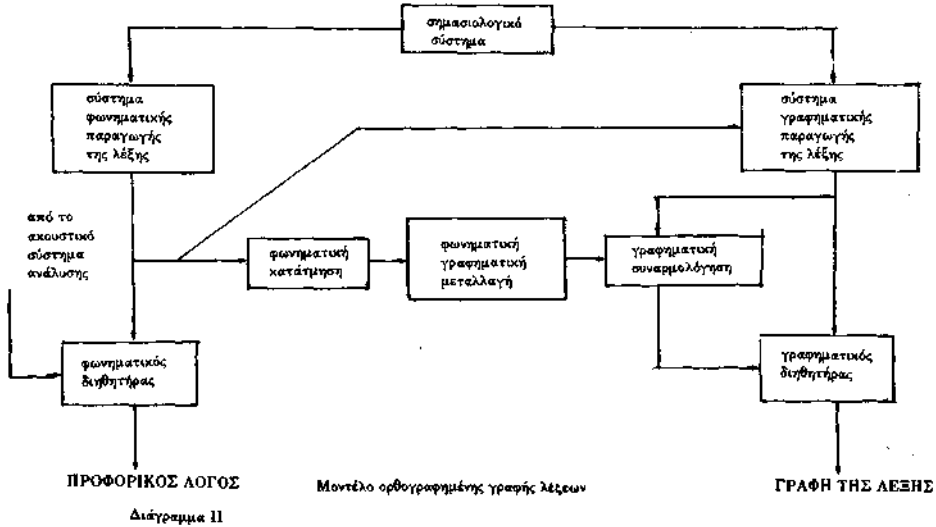 σημασιολογικό
σύστημα
σύστημα
φωνηματικής
παραγωγής
της λέξης
σύστημα
γραφηματικής
παραγωγής
της λέξης
από το
ακουστικό
σύστημα
ανάλυσης
φωνηματική
κατάτμηση
φωνηματική
γραφηματική
μεταλλαγή
γραφηματική
συναρμολόγηση
φωνηματικός
διηθητήρας
γραφηματικός
διηθητήρας
ΠΡΟΦΟΡΙΚΟΣ ΛΟΓΟΣ
Μοντέλο ορθογραφημένης γραφής λέξεων
ΓΡΑΦΗ ΤΗΣ ΛΕΞΗΣ
Διάγραμμα 11